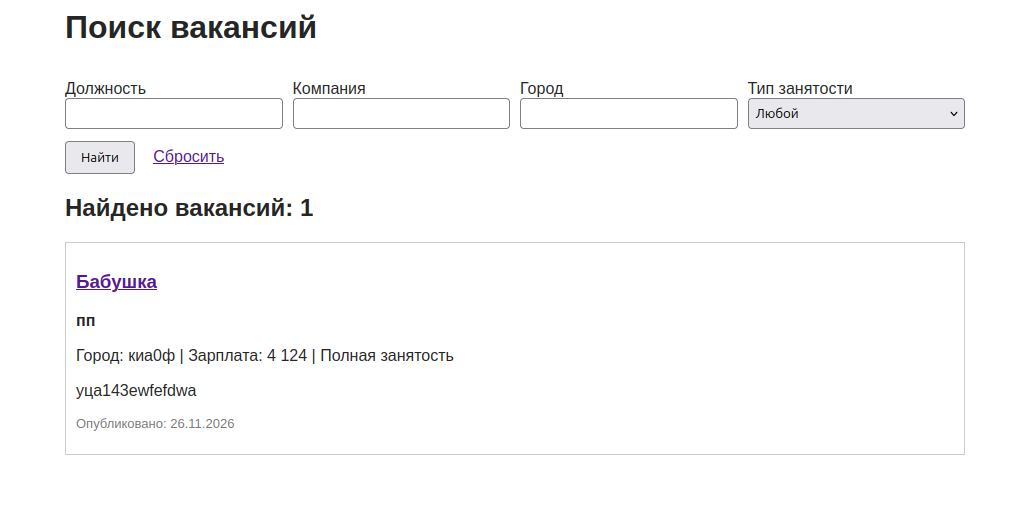 Поиск вакансий
Должность Компания Город Тип занятости
Любой
Найти Сбросить
Найдено вакансий: 1
Бабушка
пп
Город: киа0ф | Зарплата: 4 124 | Полная занятость
уца143ewfefdwa
Опубликовано: 26.11.2026